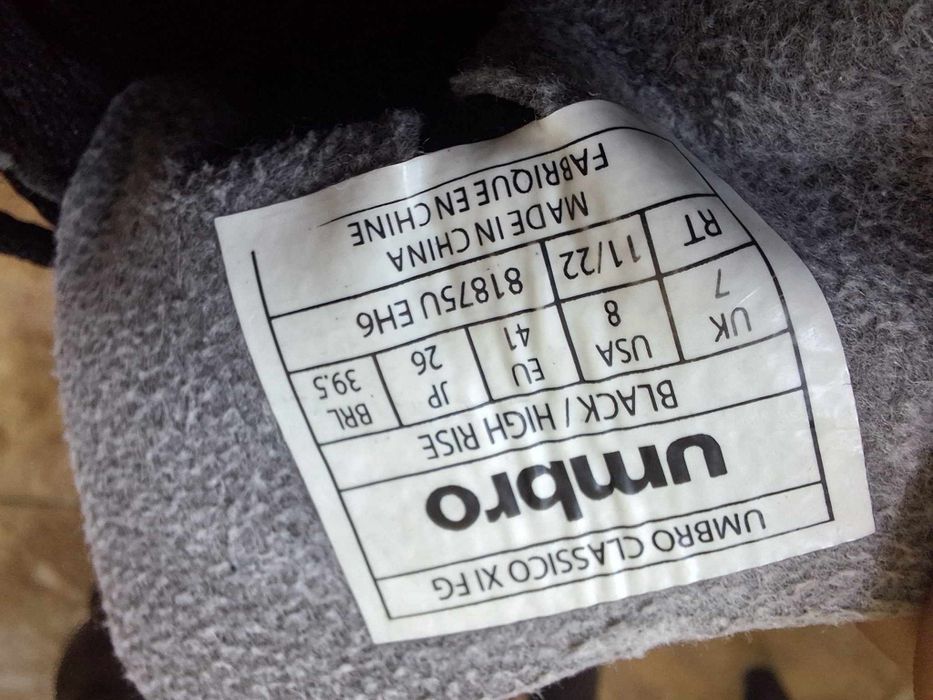 UMBRO CLASSICO XI FG
umbro
BLACK / HIGH RISE
UK USA EU JP BRL
7 8 41 26 39.5
RT 11/22 81875U EH6
MADE IN CHINA
FABRIQUE EN CHINE